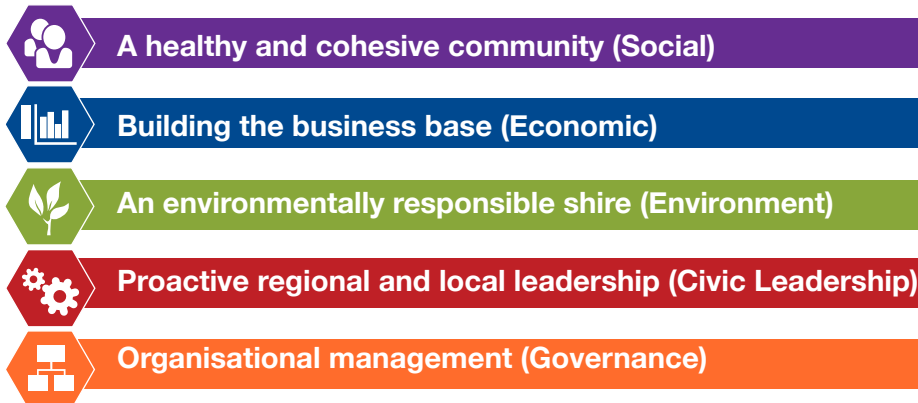 A healthy and cohesive community (Social)
Building the business base (Economic)
An environmentally responsible shire (Environment)
Proactive regional and local leadership (Civic Leadership)
Organisational management (Governance)